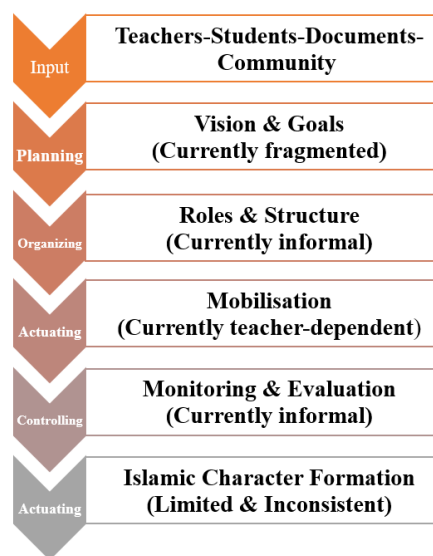 Input
Teachers-Students-Documents-
Community
Planning
Vision & Goals
(Currently fragmented)
Organizing
Roles & Structure
(Currently informal)
Actuating
Mobilisation
(Currently teacher-dependent)
Controlling
Monitoring & Evaluation
(Currently informal)
Actuating
Islamic Character Formation
(Limited & Inconsistent)